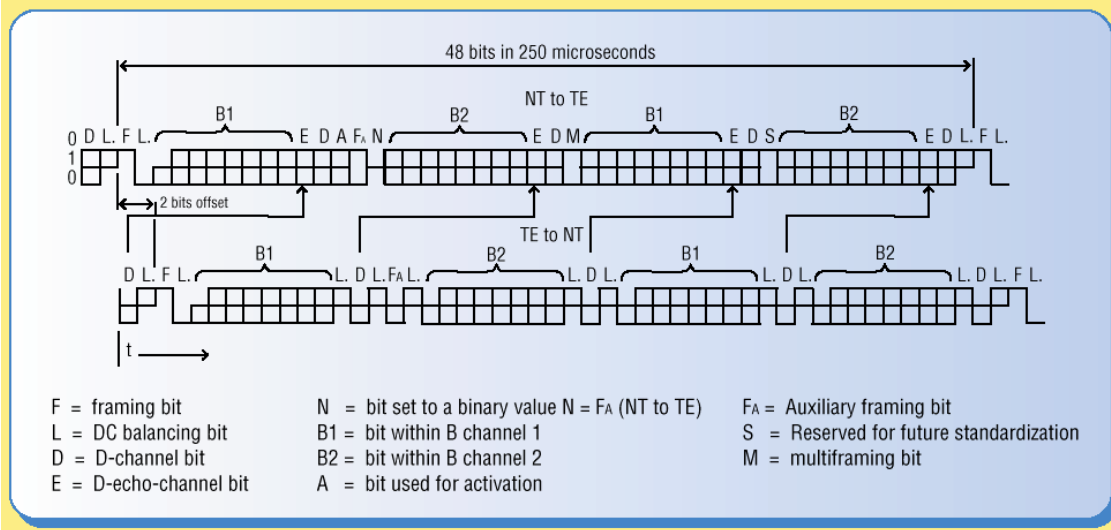 48 bits in 250 microseconds
NT to TE
B1 B2 B1 B2
0 D L. F L. E D A FA N E D M E D S E D L. F L.
1
0
2 bits offset
TE to NT
B1 B2 B1 B2
D L. F L. L. D L. FA L. L. D L. L. D L. L. D L. F L.
t
F = framing bit
L = DC balancing bit
D = D-channel bit
E = D-echo-channel bit
N = bit set to a binary value N = FA (NT to TE)
B1 = bit within B channel 1
B2 = bit within B channel 2
A = bit used for activation
FA = Auxiliary framing bit
S = Reserved for future standardization
M = multiframing bit